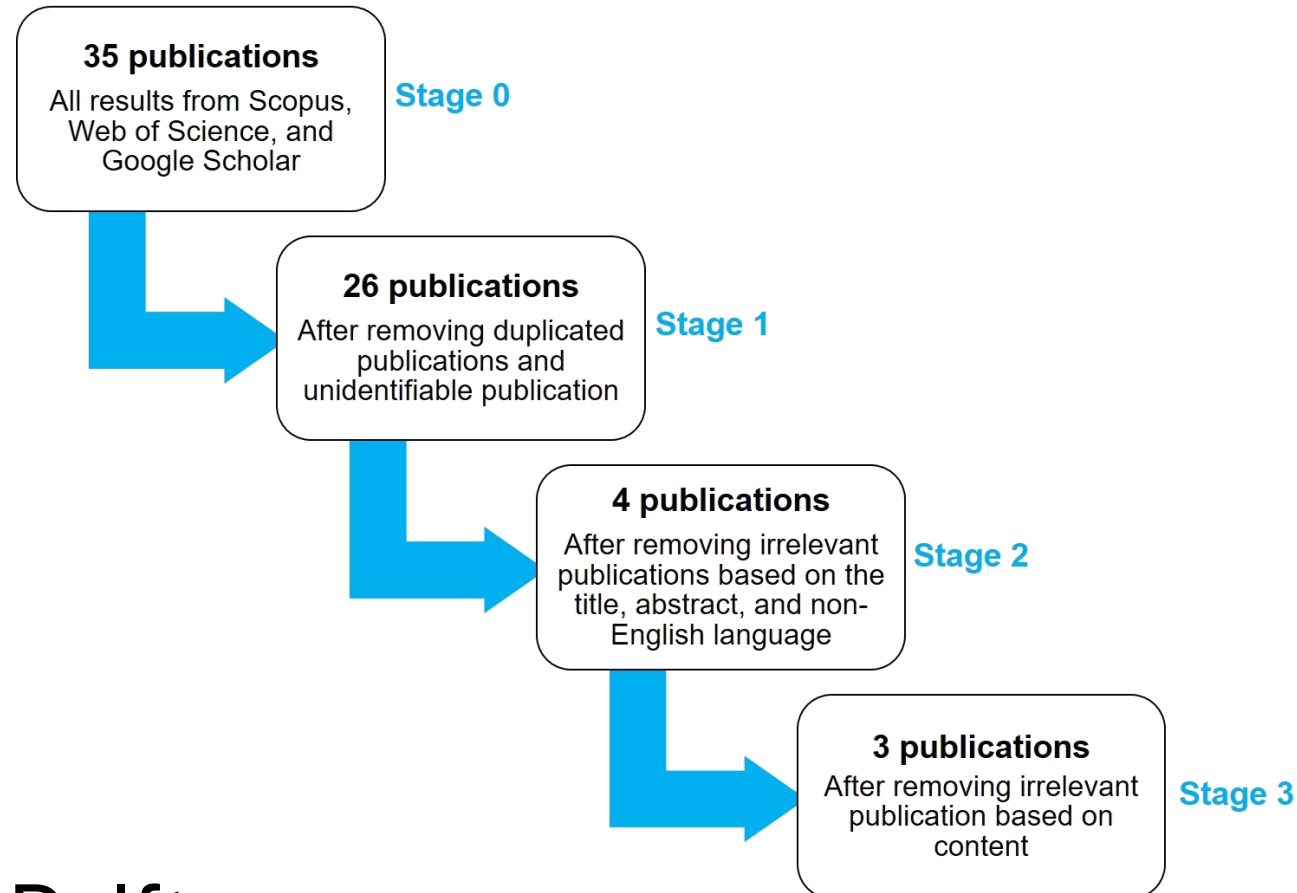 35 publications
All results from Scopus,
Web of Science, and
Google Scholar
Stage 0
26 publications
After removing duplicated
publications and
unidentifiable publication
Stage 1
4 publications
After removing irrelevant
publications based on the
title, abstract, and non-
English language
Stage 2
3 publications
After removing irrelevant
publication based on
content
Stage 3
Delft